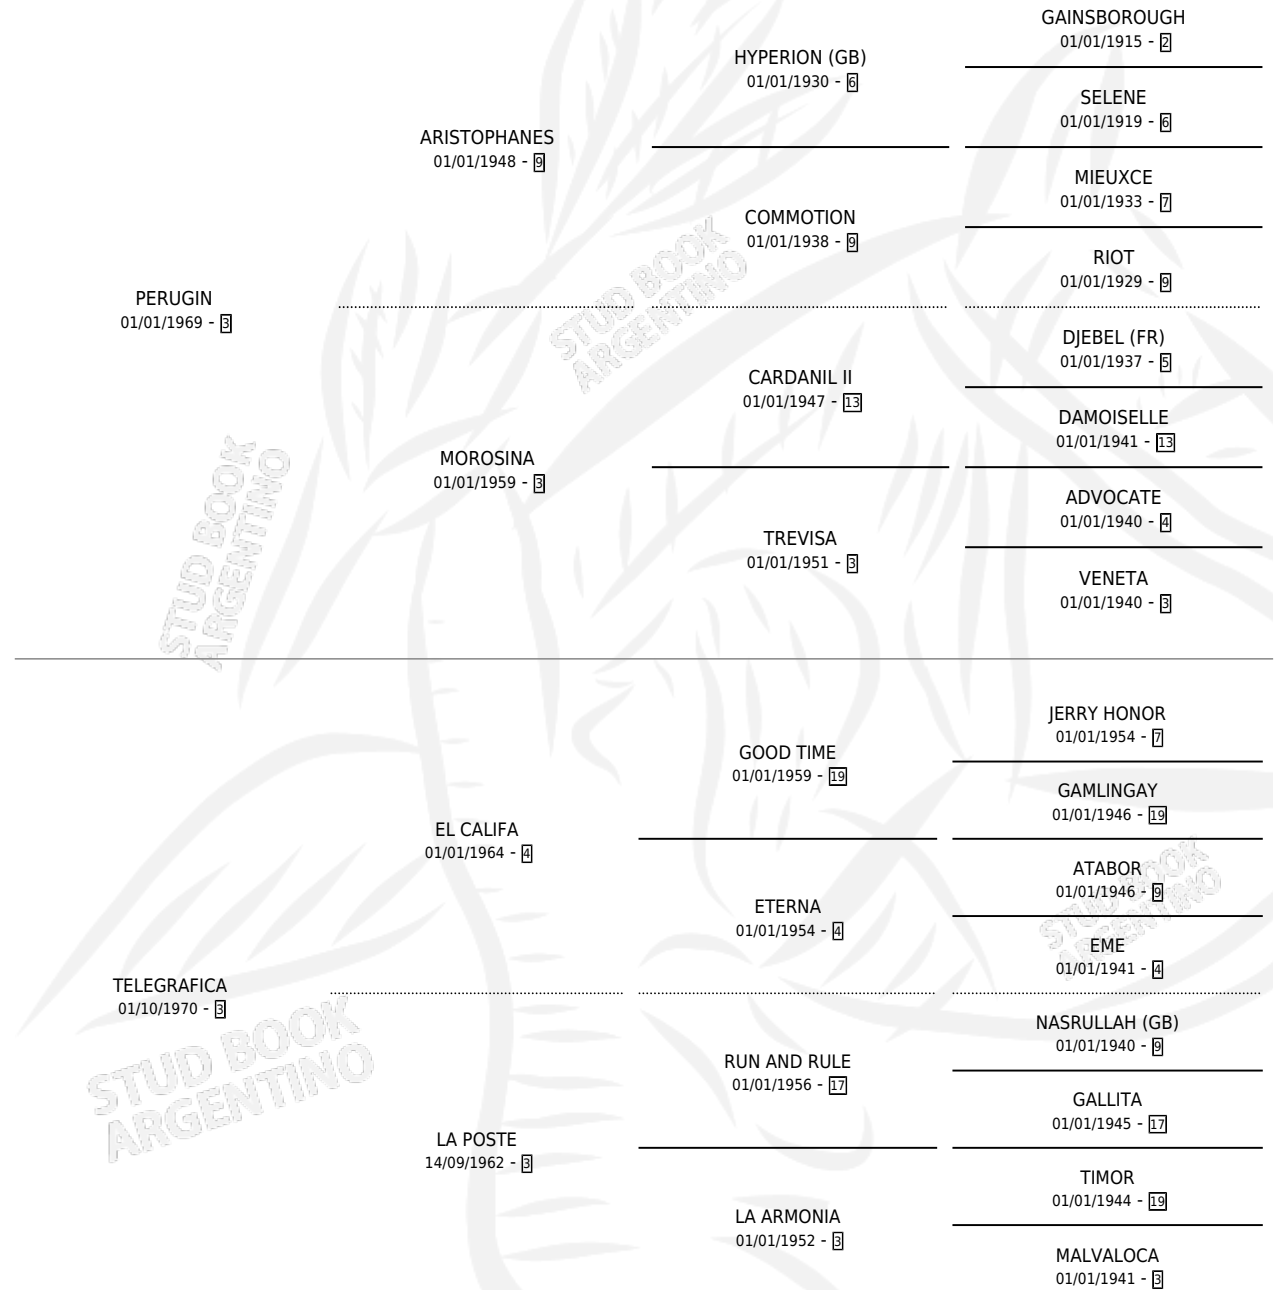 GAINSBOROUGH
01/01/1915 - 2
HYPERION (GB)
01/01/1930 - 6
SELENE
01/01/1919 - 6
ARISTOPHANES
01/01/1948 - 9
MIEUXCE
01/01/1933 - 7
COMMOTION
01/01/1938 - 9
RIOT
01/01/1929 - 9
PERUGIN
01/01/1969 - 3
DJEBEL (FR)
01/01/1937 - 5
CARDANIL II
01/01/1947 - 13
DAMOISELLE
01/01/1941 - 13
MOROSINA
01/01/1959 - 3
ADVOCATE
01/01/1940 - 4
TREVISA
01/01/1951 - 3
VENETA
01/01/1940 - 3
STUD BOOK
ARGENTINO
STUD BOOK
ARGENTINO
JERRY HONOR
01/01/1954 - 7
GOOD TIME
01/01/1959 - 19
GAMLINGAY
01/01/1946 - 19
EL CALIFA
01/01/1964 - 4
ATABOR
01/01/1946 - 9
ETERNA
01/01/1954 - 4
EME
01/01/1941 - 4
TELEGRAFICA
01/10/1970 - 3
NASRULLAH (GB)
01/01/1940 - 9
RUN AND RULE
01/01/1956 - 17
GALLITA
01/01/1945 - 17
LA POSTE
14/09/1962 - 3
TIMOR
01/01/1944 - 19
LA ARMONIA
01/01/1952 - 3
MALVALOCA
01/01/1941 - 3
STUD BOOK
ARGENTINO
STUD BOOK
ARGENTINO